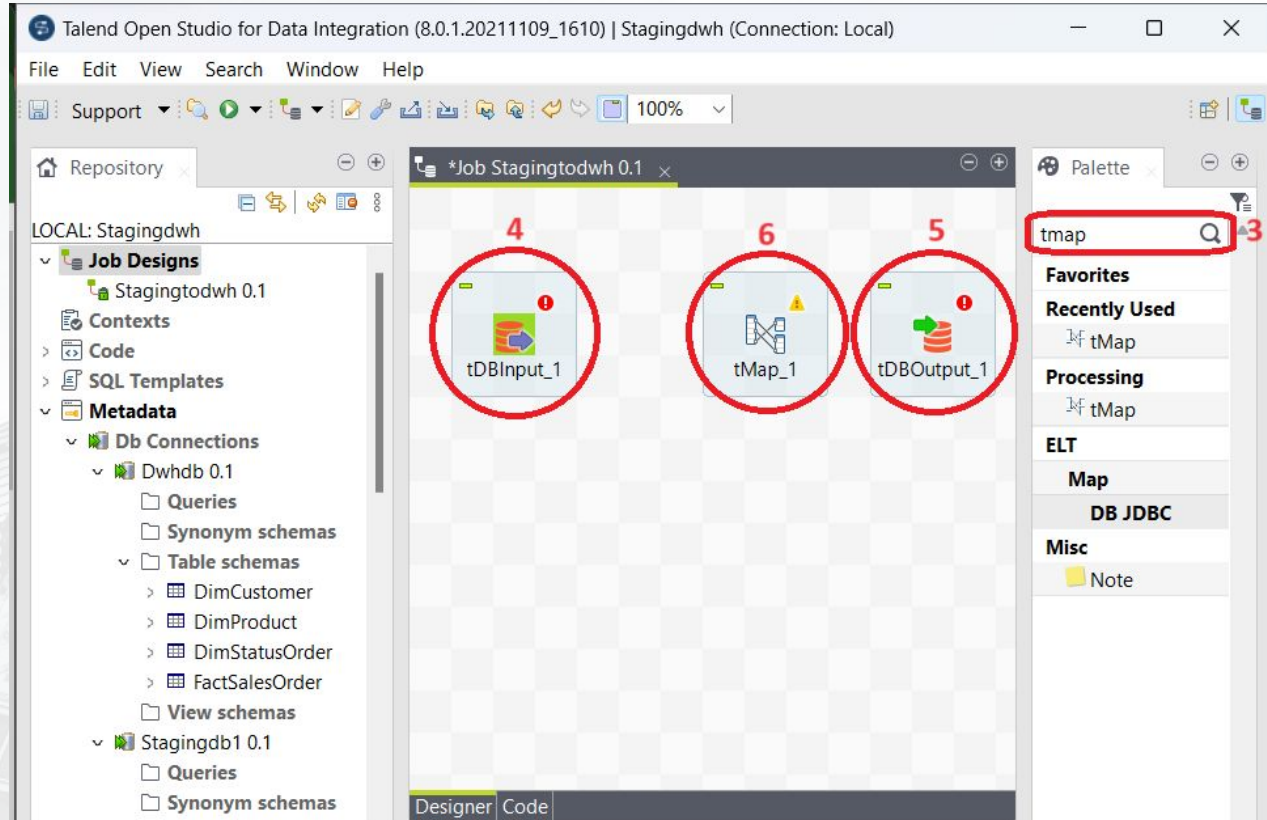 Talend Open Studio for Data Integration (8.0.1.20211109_1610) | Stagingdwh (Connection: Local)
File Edit View Search Window Help
Support 100%
Repository
LOCAL: Stagingdwh
Job Designs
Stagingtodwh 0.1
Contexts
Code
SQL Templates
Metadata
Db Connections
Dwhdb 0.1
Queries
Synonym schemas
Table schemas
DimCustomer
DimProduct
DimStatusOrder
FactSalesOrder
View schemas
Stagingdb1 0.1
Queries
Synonym schemas
*Job Stagingtodwh 0.1
4 6 5
tDBInput_1 tMap_1 tDBOutput_1
Designer Code
Palette
tmap 3
Favorites
Recently Used
tMap
Processing
tMap
ELT
Map
DB JDBC
Misc
Note